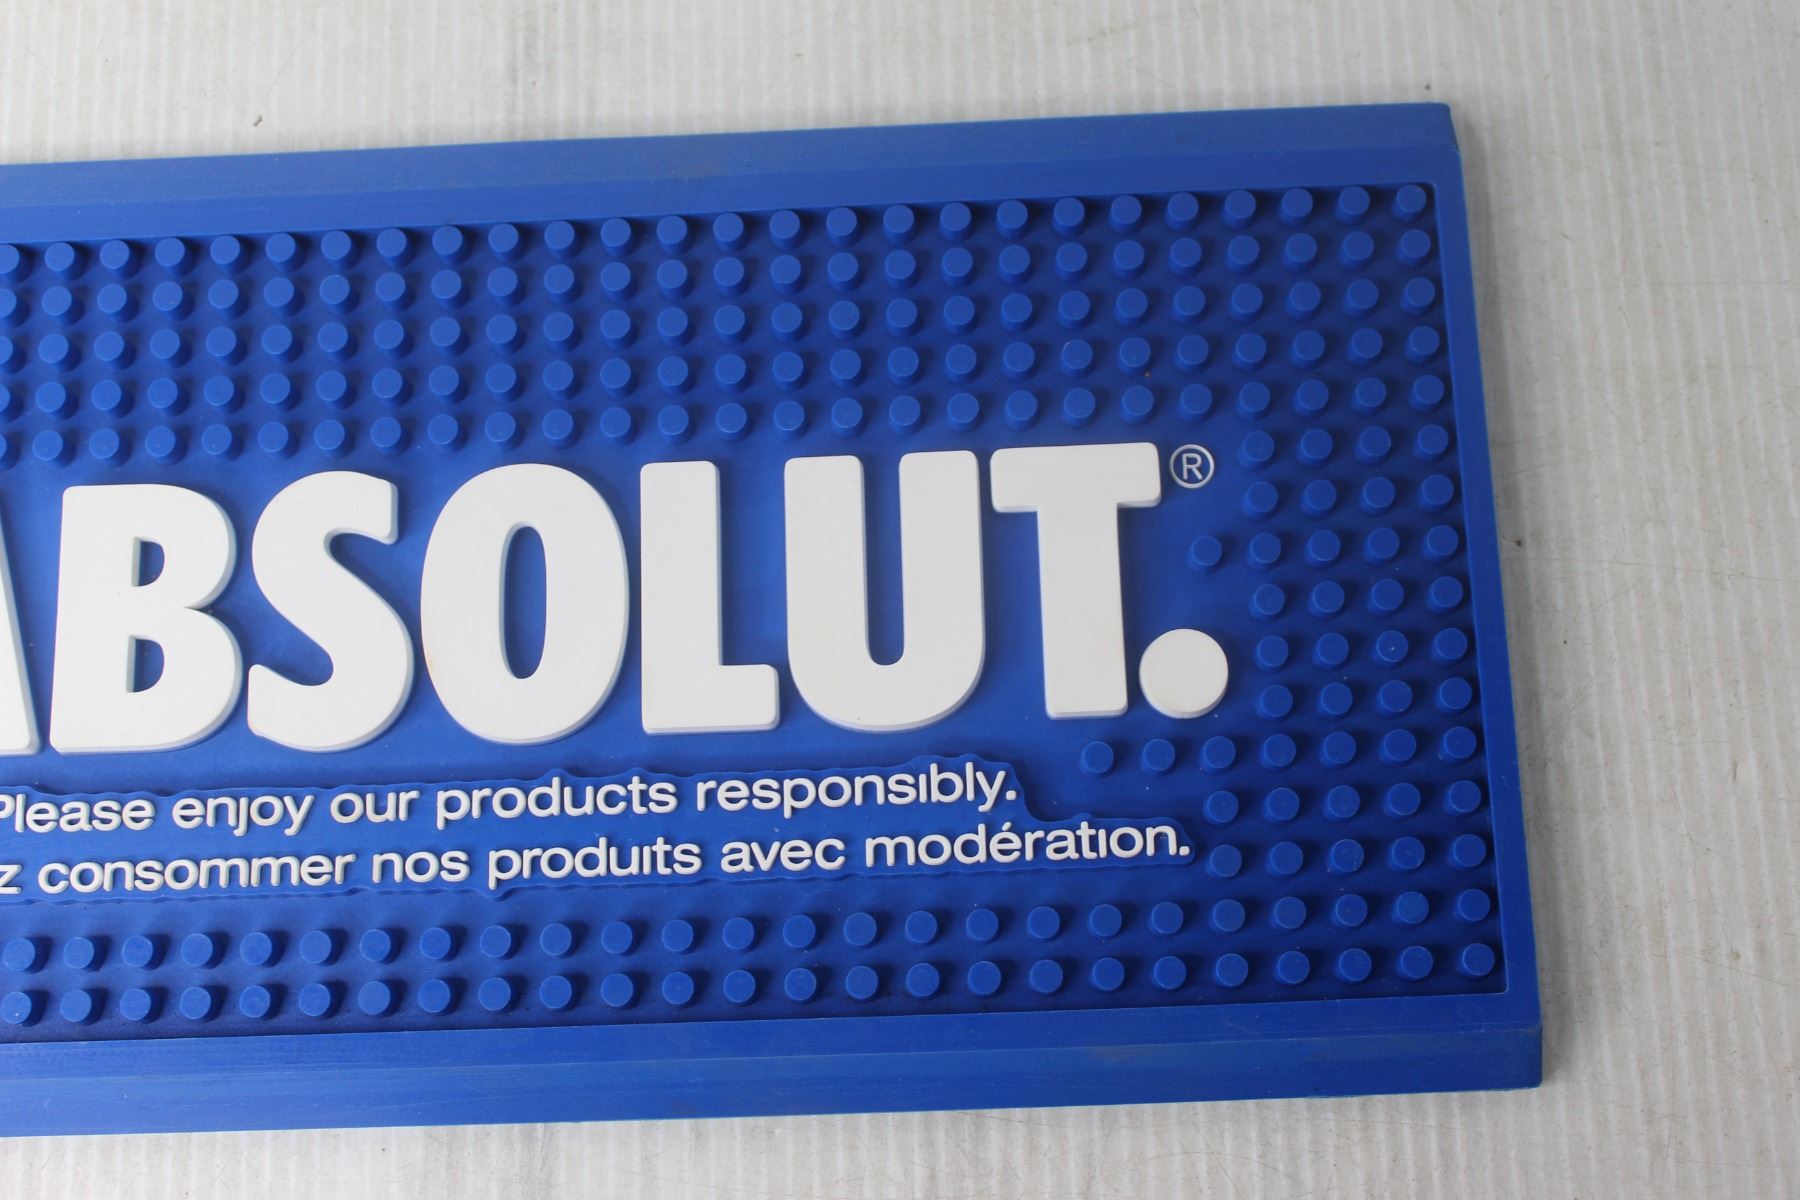 ABSOLUT.®
Please enjoy our products responsibly.
z consommer nos produits avec modération.